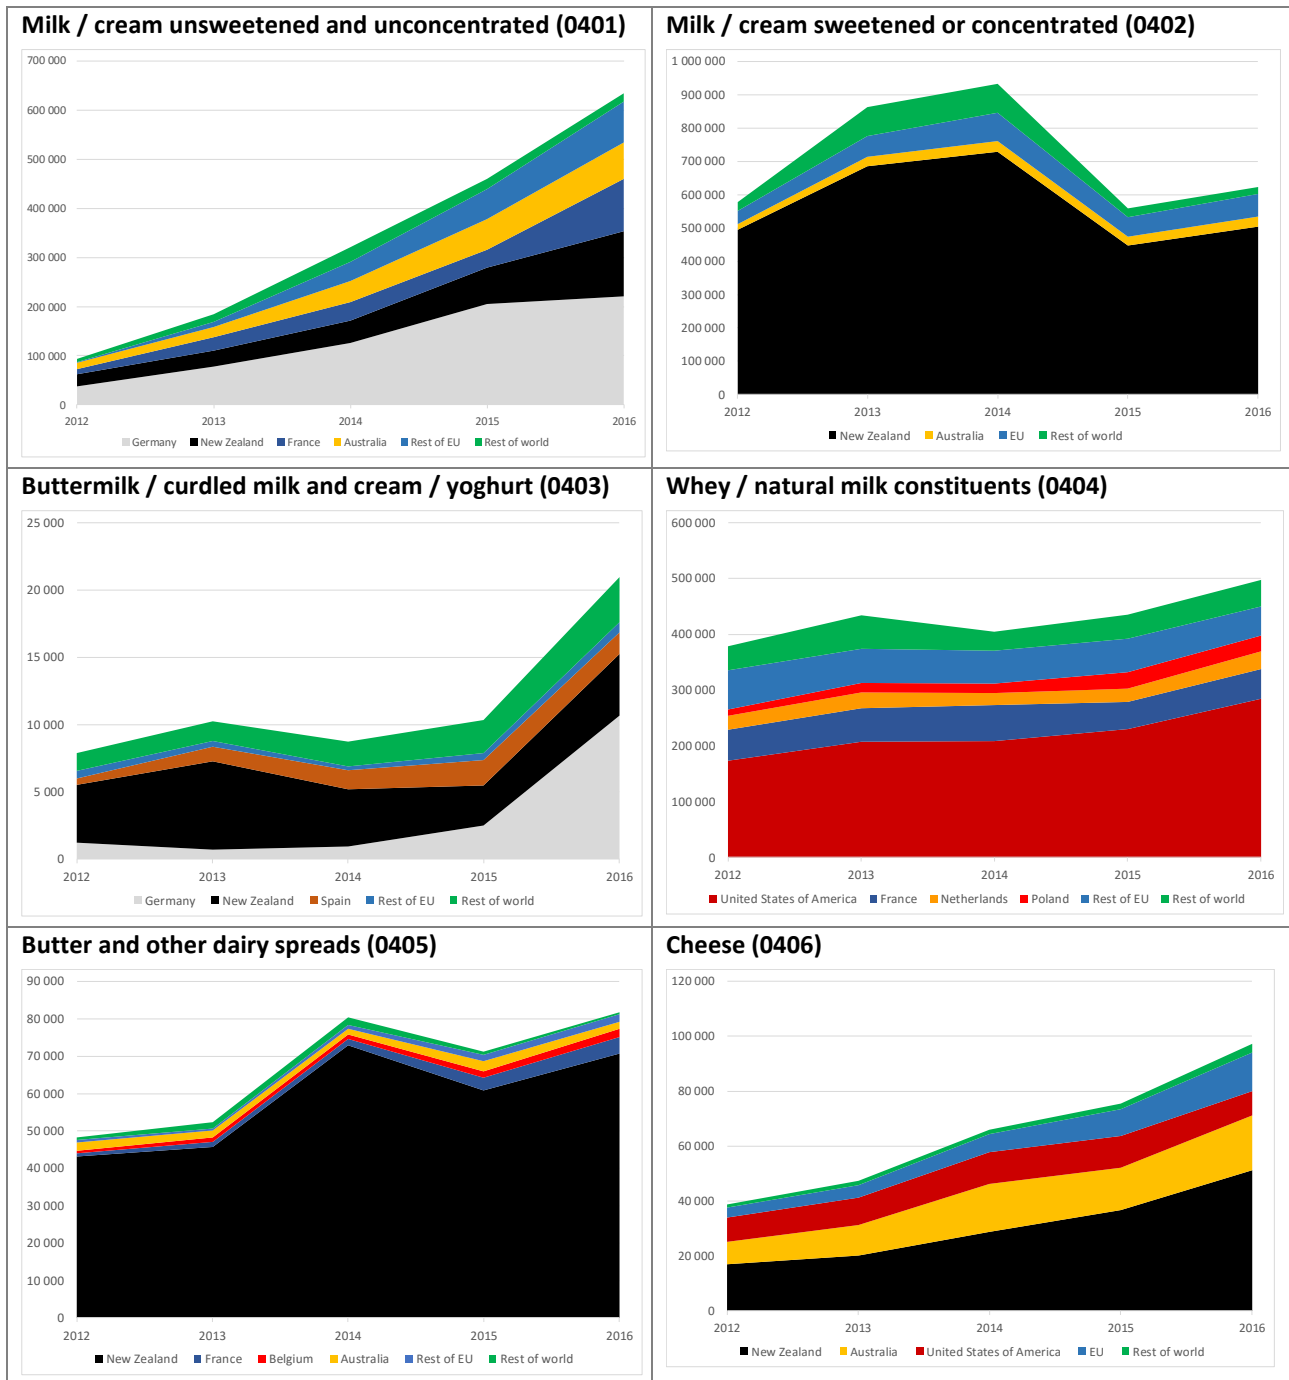 Milk / cream unsweetened and unconcentrated (0401)
700 000
600 000
500 000
400 000
300 000
200 000
100 000
0
2012 2013 2014 2015 2016
Germany New Zealand France Australia Rest of EU Rest of world
Milk / cream sweetened or concentrated (0402)
1 000 000
900 000
800 000
700 000
600 000
500 000
400 000
300 000
200 000
100 000
0
2012 2013 2014 2015 2016
New Zealand Australia EU Rest of world
Buttermilk / curdled milk and cream / yoghurt (0403)
25 000
20 000
15 000
10 000
5 000
0
2012 2013 2014 2015 2016
Germany New Zealand Spain Rest of EU Rest of world
Whey / natural milk constituents (0404)
600 000
500 000
400 000
300 000
200 000
100 000
0
2012 2013 2014 2015 2016
United States of America France Netherlands Poland Rest of EU Rest of world
Butter and other dairy spreads (0405)
90 000
80 000
70 000
60 000
50 000
40 000
30 000
20 000
10 000
0
2012 2013 2014 2015 2016
New Zealand France Belgium Australia Rest of EU Rest of world
Cheese (0406)
120 000
100 000
80 000
60 000
40 000
20 000
0
2012 2013 2014 2015 2016
New Zealand Australia United States of America EU Rest of world